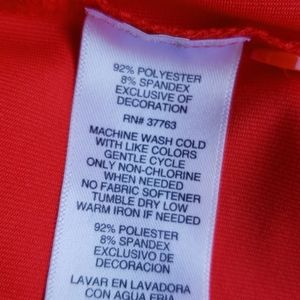 92% POLYESTER
8% SPANDEX
EXCLUSIVE OF
DECORATION
RN# 37763
MACHINE WASH COLD
WITH LIKE COLORS
GENTLE CYCLE
ONLY NON-CHLORINE
WHEN NEEDED
NO FABRIC SOFTENER
TUMBLE DRY LOW
WARM IRON IF NEEDED
92% POLIESTER
8% SPANDEX
EXCLUSIVO DE
DECORACION
LAVAR EN LAVADORA
CON AGUA FRIA